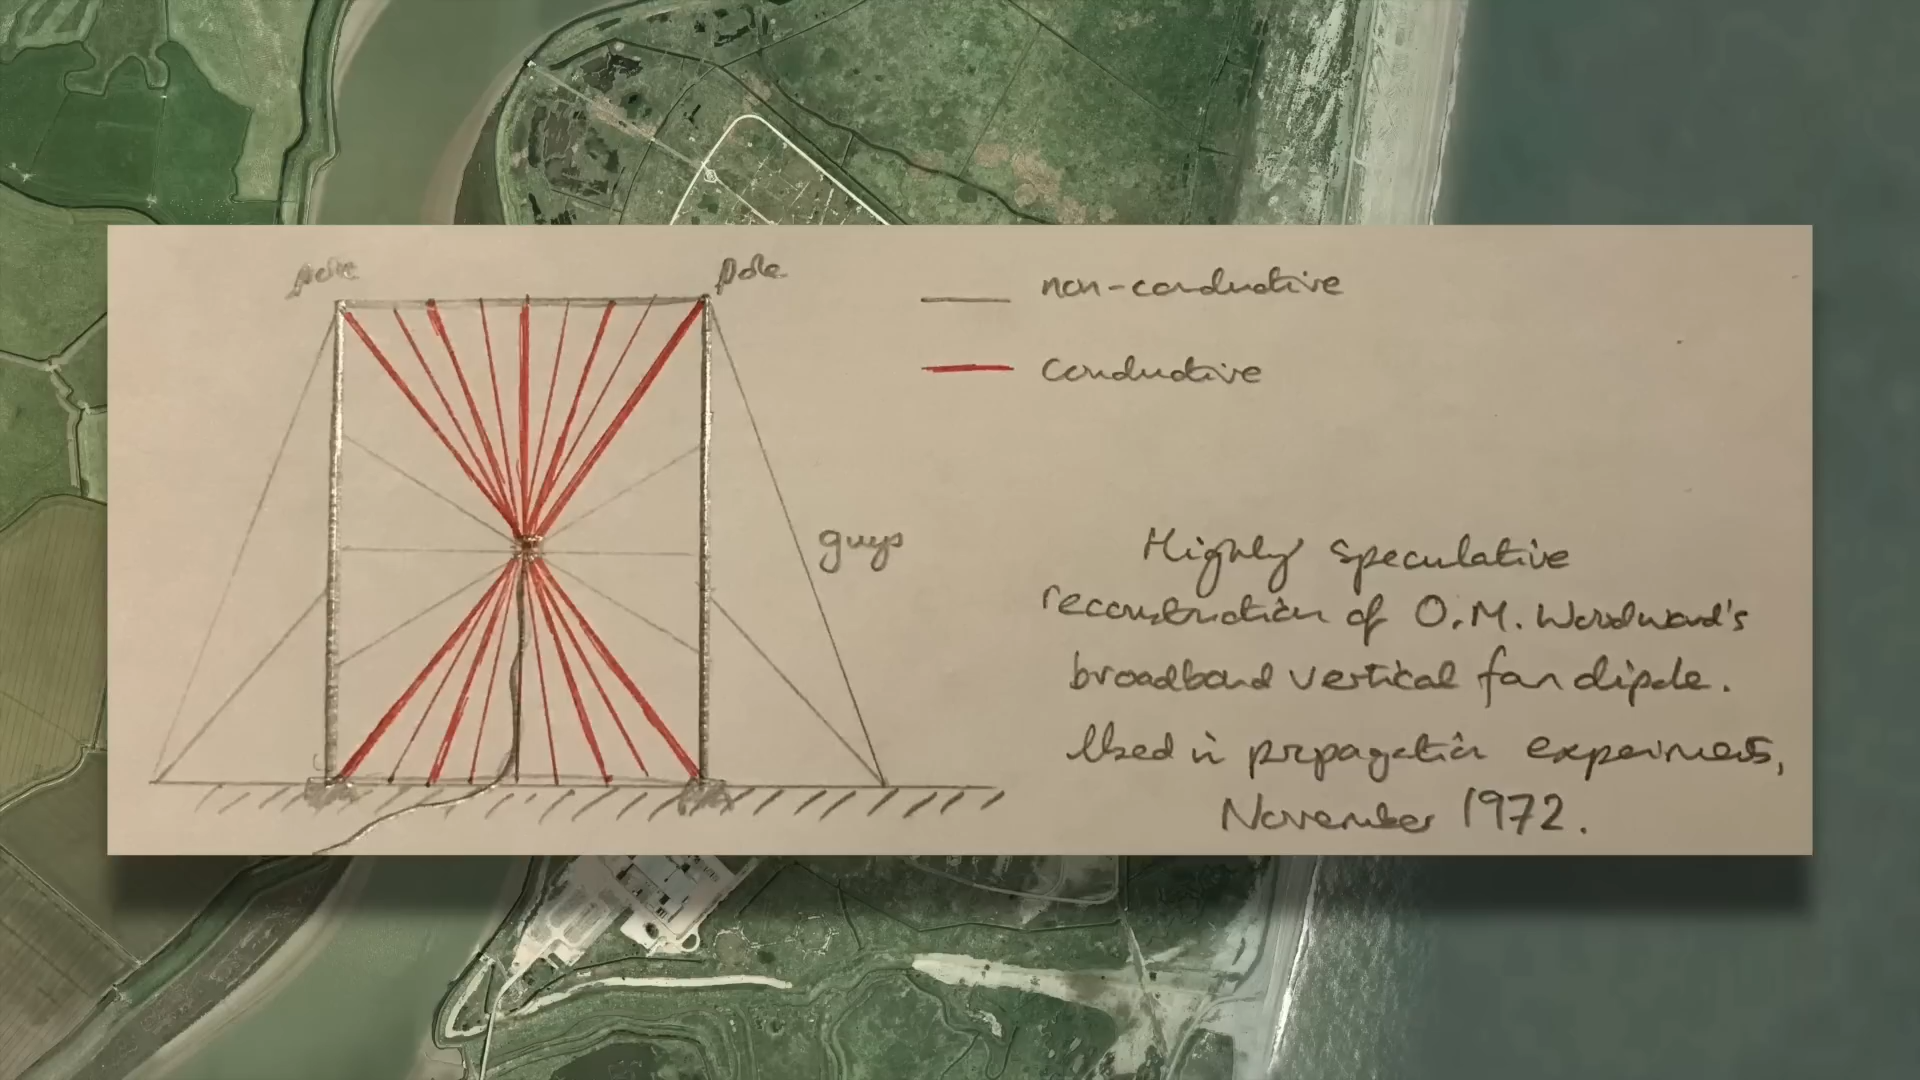 pole
pole
non-conductive
conductive
guys
Highly speculative
reconstruction of O.M. Woodward's
broadband vertical fan dipole.
Used in propagation experiments,
November 1972.